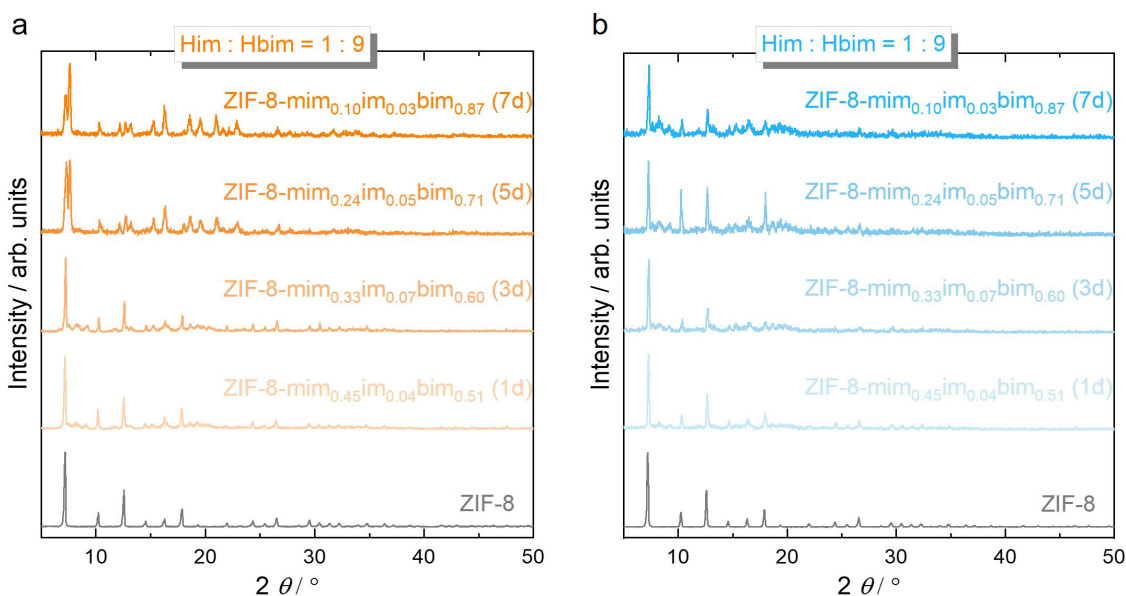 a
Him : Hbim = 1 : 9
ZIF-8-mim0.10im0.03bim0.87 (7d)
ZIF-8-mim0.24im0.05bim0.71 (5d)
ZIF-8-mim0.33im0.07bim0.60 (3d)
ZIF-8-mim0.45im0.04bim0.51 (1d)
ZIF-8
Intensity / arb. units
10 20 30 40 50
2 θ / °
b
Him : Hbim = 1 : 9
ZIF-8-mim0.10im0.03bim0.87 (7d)
ZIF-8-mim0.24im0.05bim0.71 (5d)
ZIF-8-mim0.33im0.07bim0.60 (3d)
ZIF-8-mim0.45im0.04bim0.51 (1d)
ZIF-8
Intensity / arb. units
10 20 30 40 50
2 θ / °